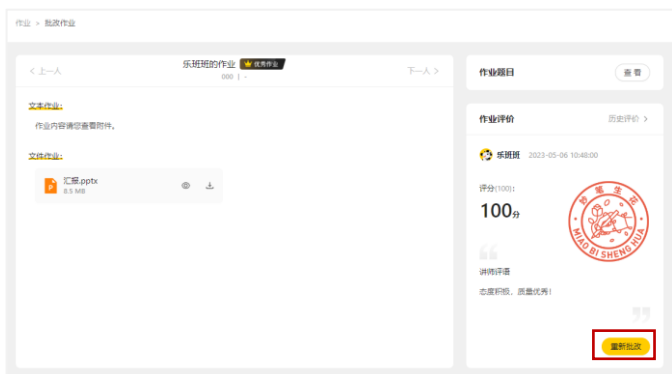 作业 > 批改作业
< 上一人
乐班班的作业 优秀作业
下一人 >
000 | -
文本作业:
作业内容请您查看附件。
文件作业:
汇报.pptx
8.5 MB
作业题目
查看
作业评价
历史评价 >
乐班班 2023-05-06 10:48:00
评分(100):
100分
妙笔生花
MIAO BI SHENG HUA
讲师评语
态度积极，质量优秀!
重新批改